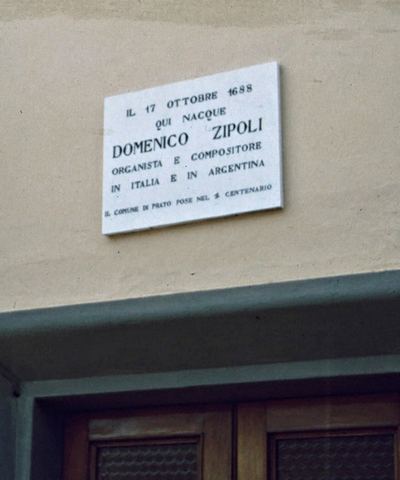 IL 17 OTTOBRE 1688
QUI NACQUE
DOMENICO ZIPOLI
ORGANISTA E COMPOSITORE
IN ITALIA E IN ARGENTINA
IL COMUNE DI PRATO POSE NEL CENTENARIO